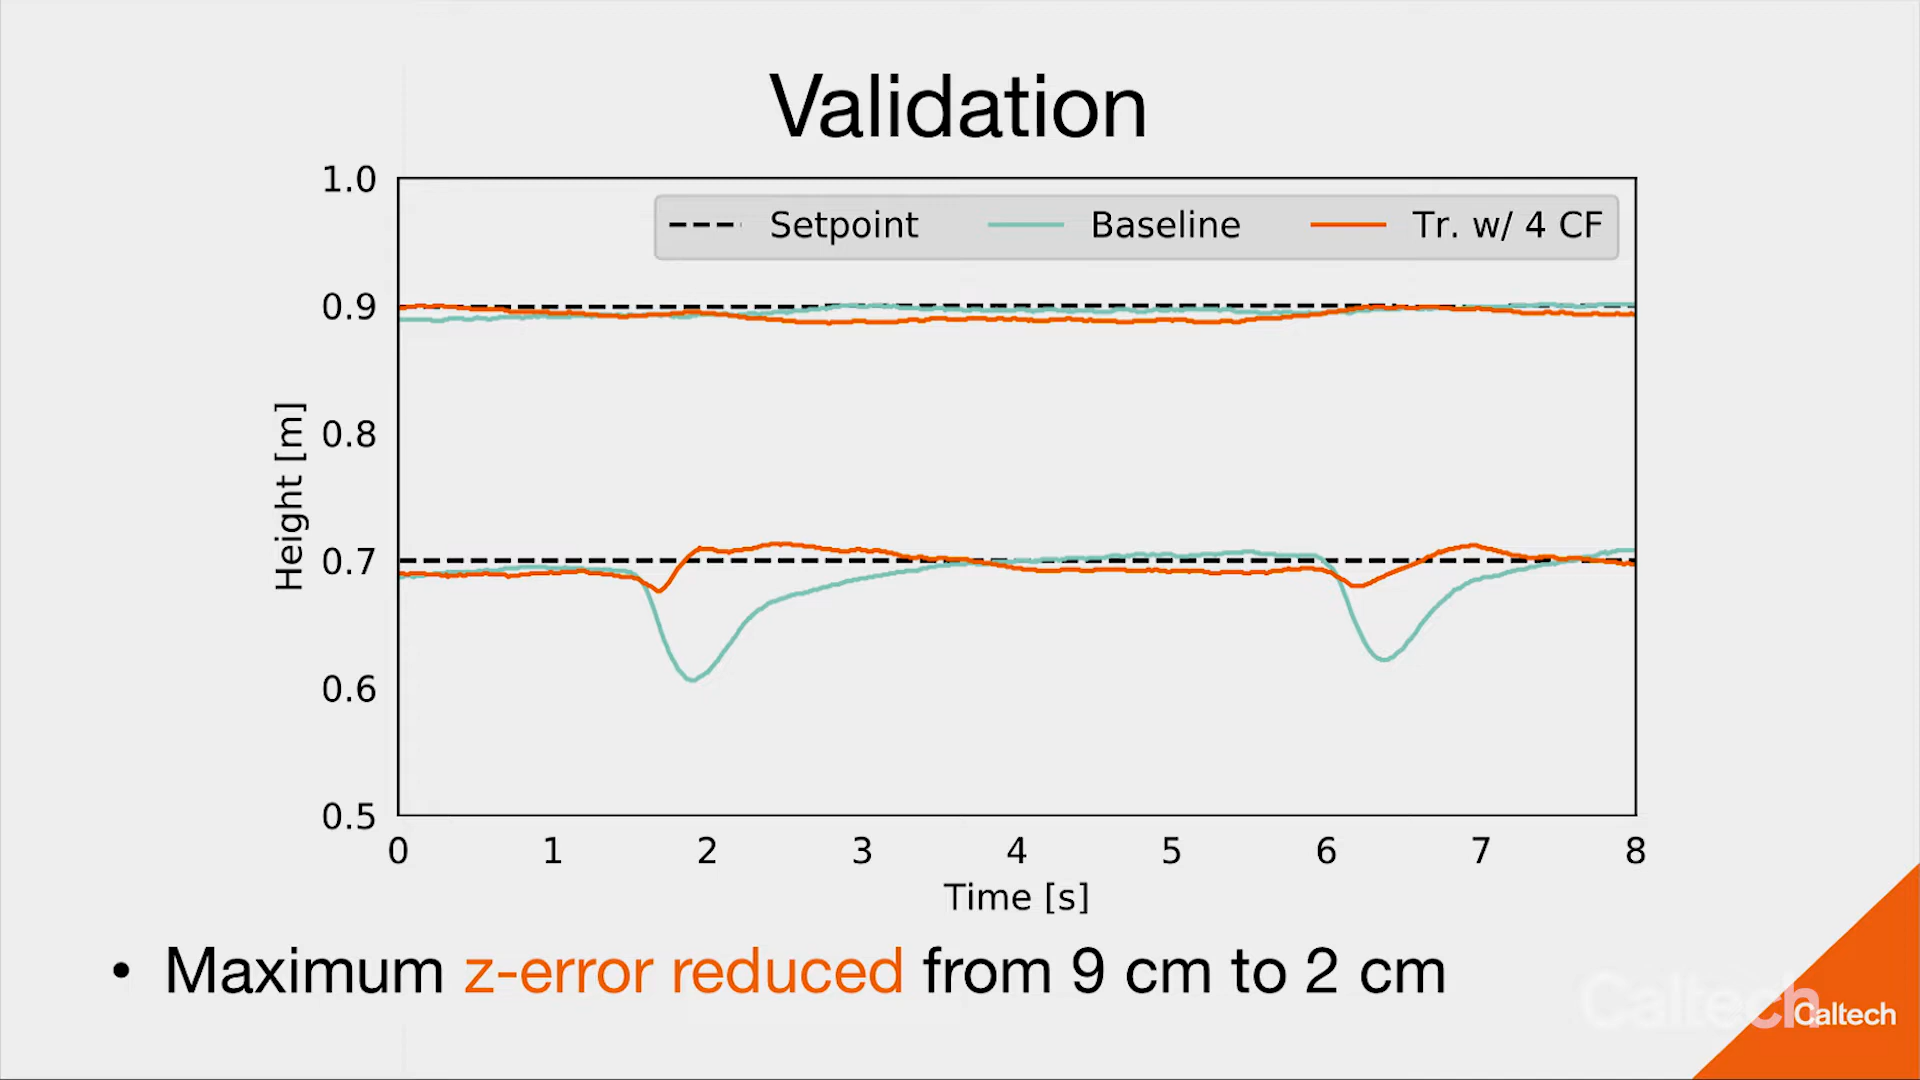 Validation
1.0
Setpoint Baseline Tr. w/ 4 CF
0.9
0.8
0.7
0.6
0.5
Height [m]
0 1 2 3 4 5 6 7 8
Time [s]
• Maximum z-error reduced from 9 cm to 2 cm
Caltech
Caltech